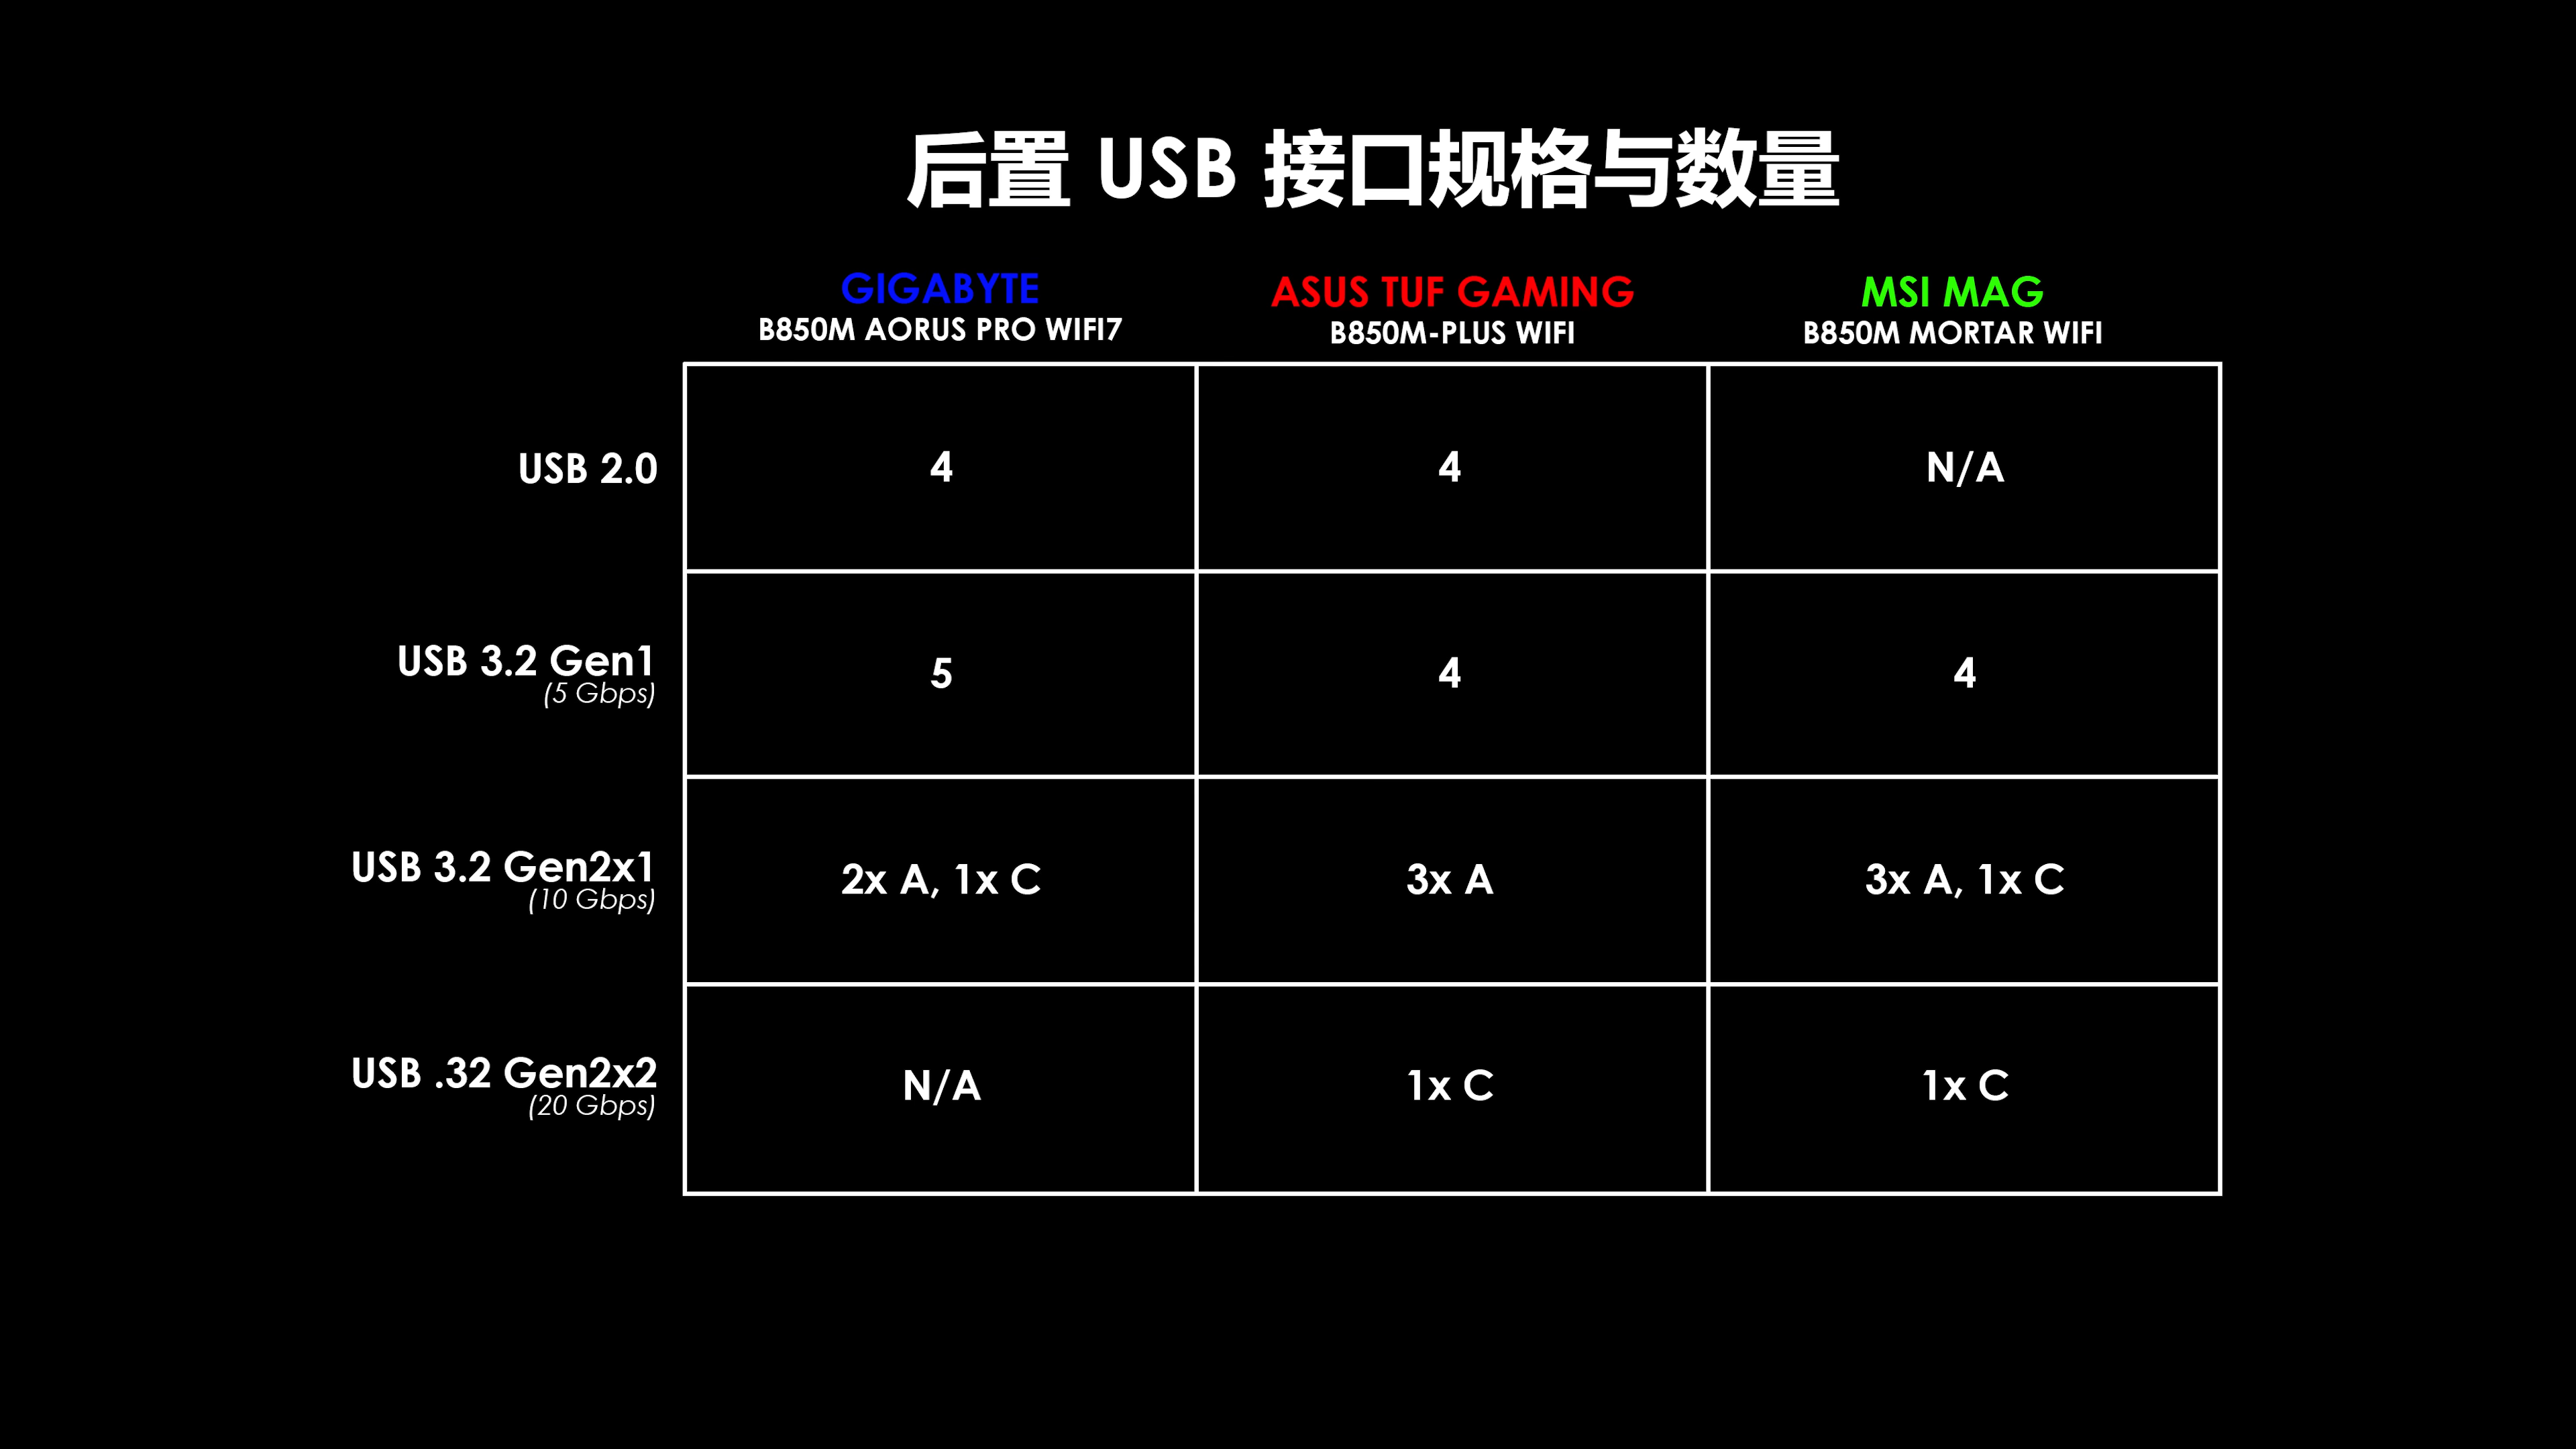 后置 USB 接口规格与数量
GIGABYTE
B850M AORUS PRO WIFI7
ASUS TUF GAMING
B850M-PLUS WIFI
MSI MAG
B850M MORTAR WIFI
USB 2.0
4
4
N/A
USB 3.2 Gen1
(5 Gbps)
5
4
4
USB 3.2 Gen2x1
(10 Gbps)
2x A, 1x C
3x A
3x A, 1x C
USB .32 Gen2x2
(20 Gbps)
N/A
1x C
1x C